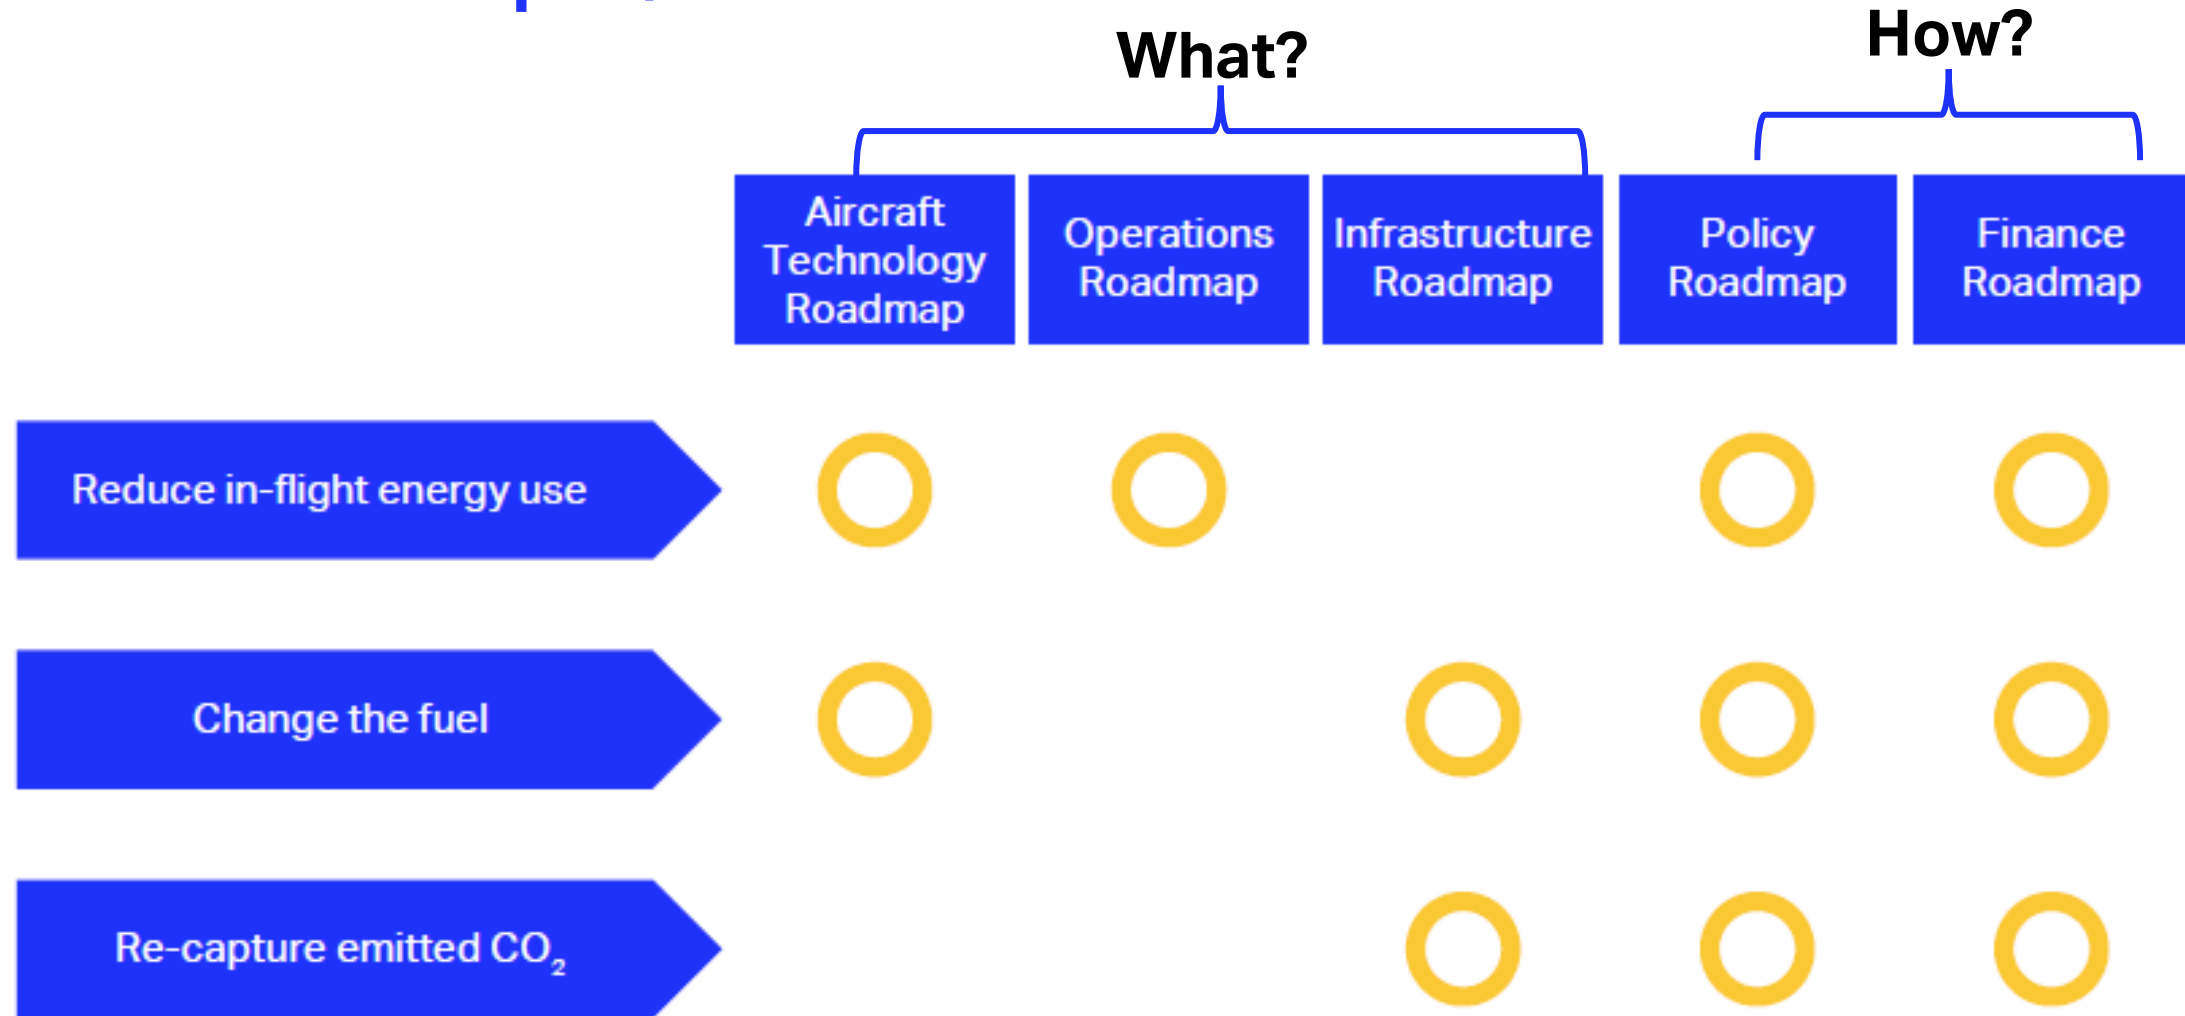 What?
How?
Aircraft
Technology
Roadmap
Operations
Roadmap
Infrastructure
Roadmap
Policy
Roadmap
Finance
Roadmap
Reduce in-flight energy use
Change the fuel
Re-capture emitted CO₂